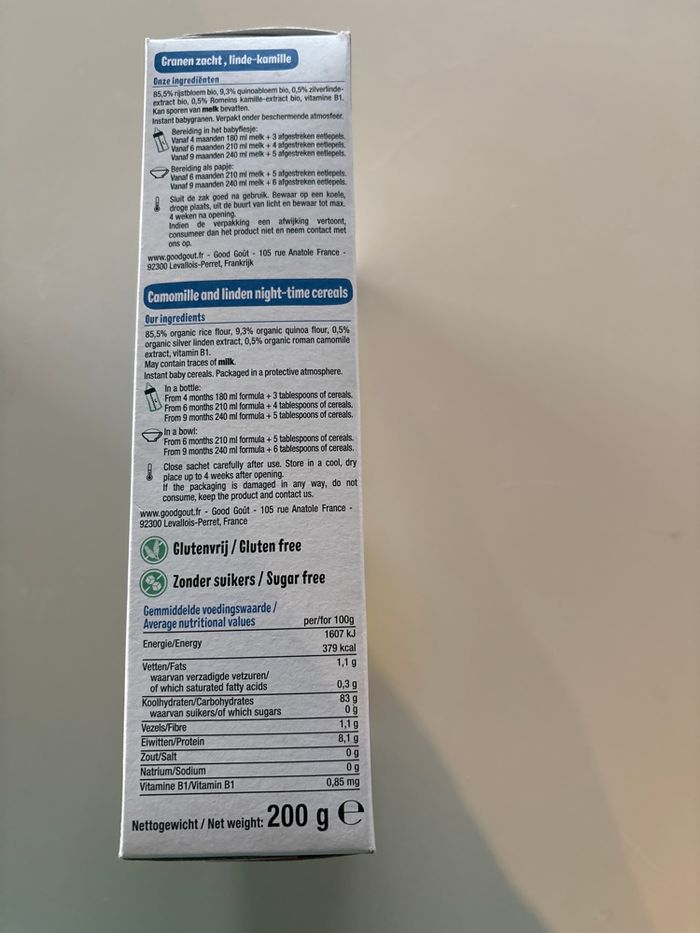 Granen zacht, linde-kamille
Onze ingrediënten
85,5% rijstbloem bio, 9,3% quinoabloem bio, 0,5% zilverlinde-
extract bio, 0,5% Romeins kamille-extract bio, vitamine B1.
Kan sporen van melk bevatten.
Instant babygranen. Verpakt onder beschermende atmosfeer.
Bereiding in het babyflesje:
Vanaf 4 maanden 180 ml melk + 3 afgestreken eetlepels.
Vanaf 6 maanden 210 ml melk + 4 afgestreken eetlepels.
Vanaf 9 maanden 240 ml melk + 5 afgestreken eetlepels.
Bereiding als papje:
Vanaf 6 maanden 210 ml melk + 5 afgestreken eetlepels.
Vanaf 9 maanden 240 ml melk + 6 afgestreken eetlepels.
Sluit de zak goed na gebruik. Bewaar op een koele,
droge plaats, uit de buurt van licht en bewaar tot max.
4 weken na opening.
Indien de verpakking een afwijking vertoont,
consumeer dan het product niet en neem contact met
ons op.
www.goodgout.fr - Good Goût - 105 rue Anatole France -
92300 Levallois-Perret, Frankrijk
Camomille and linden night-time cereals
Our ingredients
85,5% organic rice flour, 9,3% organic quinoa flour, 0,5%
organic silver linden extract, 0,5% organic roman camomile
extract, vitamin B1.
May contain traces of milk.
Instant baby cereals. Packaged in a protective atmosphere.
In a bottle:
From 4 months 180 ml formula + 3 tablespoons of cereals.
From 6 months 210 ml formula + 4 tablespoons of cereals.
From 9 months 240 ml formula + 5 tablespoons of cereals.
In a bowl:
From 6 months 210 ml formula + 5 tablespoons of cereals.
From 9 months 240 ml formula + 6 tablespoons of cereals.
Close sachet carefully after use. Store in a cool, dry
place up to 4 weeks after opening.
If the packaging is damaged in any way, do not
consume, keep the product and contact us.
www.goodgout.fr - Good Goût - 105 rue Anatole France -
92300 Levallois-Perret, France
Glutenvrij / Gluten free
Zonder suikers / Sugar free
Gemmiddelde voedingswaarde /
Average nutritional values per/for 100g
Energie/Energy 1607 kJ
379 kcal
Vetten/Fats 1,1 g
waarvan verzadigde vetzuren/
of which saturated fatty acids 0,3 g
Koolhydraten/Carbohydrates 83 g
waarvan suikers/of which sugars 0 g
Vezels/Fibre 1,1 g
Eiwitten/Protein 8,1 g
Zout/Salt 0 g
Natrium/Sodium 0 g
Vitamine B1/Vitamin B1 0,85 mg
Nettogewicht / Net weight: 200 g ℮